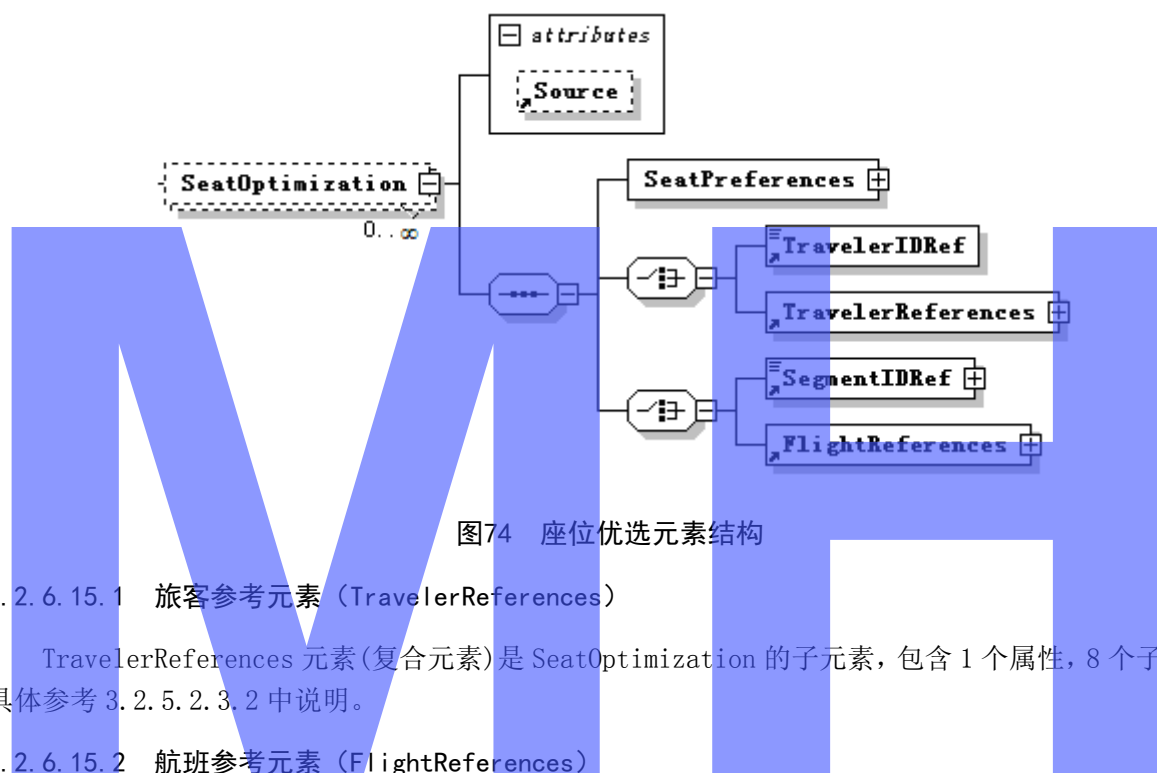 attributes
Source
SeatOptimization
0..∞
SeatPreferences
TravelerIDRef
TravelerReferences
SegmentIDRef
FlightReferences
MH
图74 座位优选元素结构
.2.6.15.1 旅客参考元素（TravelerReferences）
TravelerReferences 元素(复合元素)是 SeatOptimization 的子元素，包含 1 个属性，8 个子
具体参考 3.2.5.2.3.2 中说明。
.2.6.15.2 航班参考元素（FlightReferences）